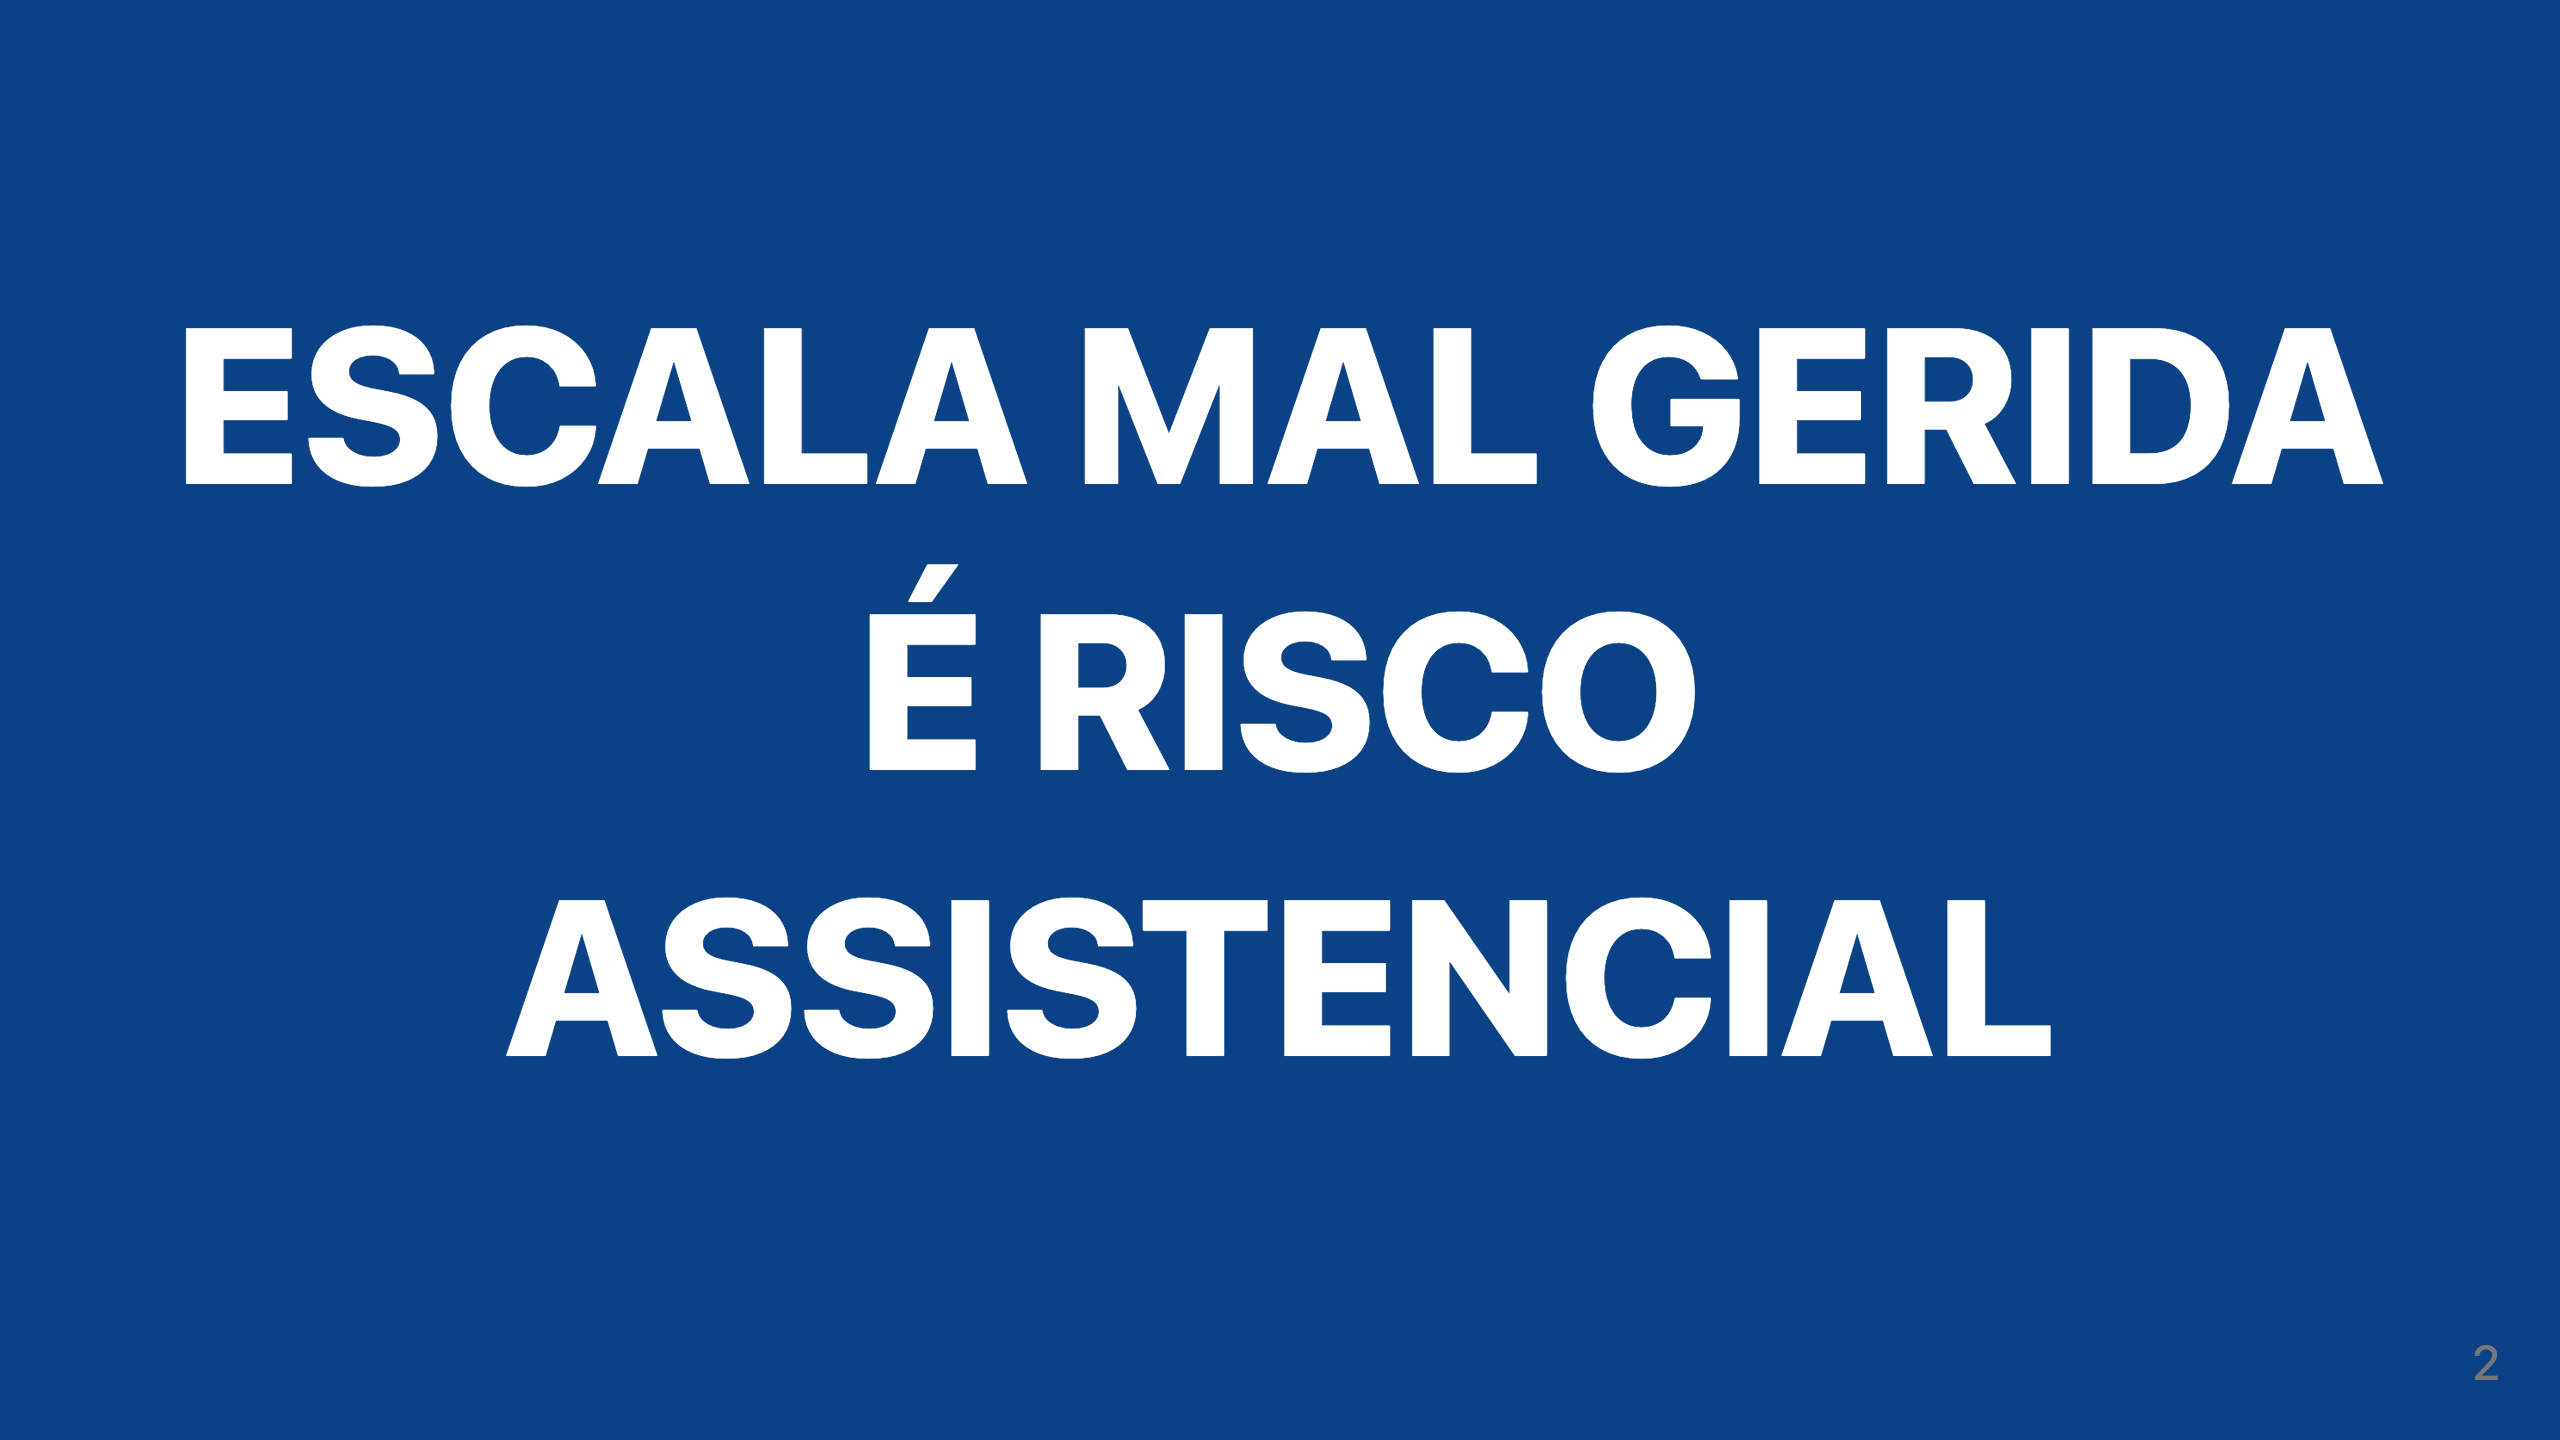 ESCALA MAL GERIDA
É RISCO
ASSISTENCIAL
2